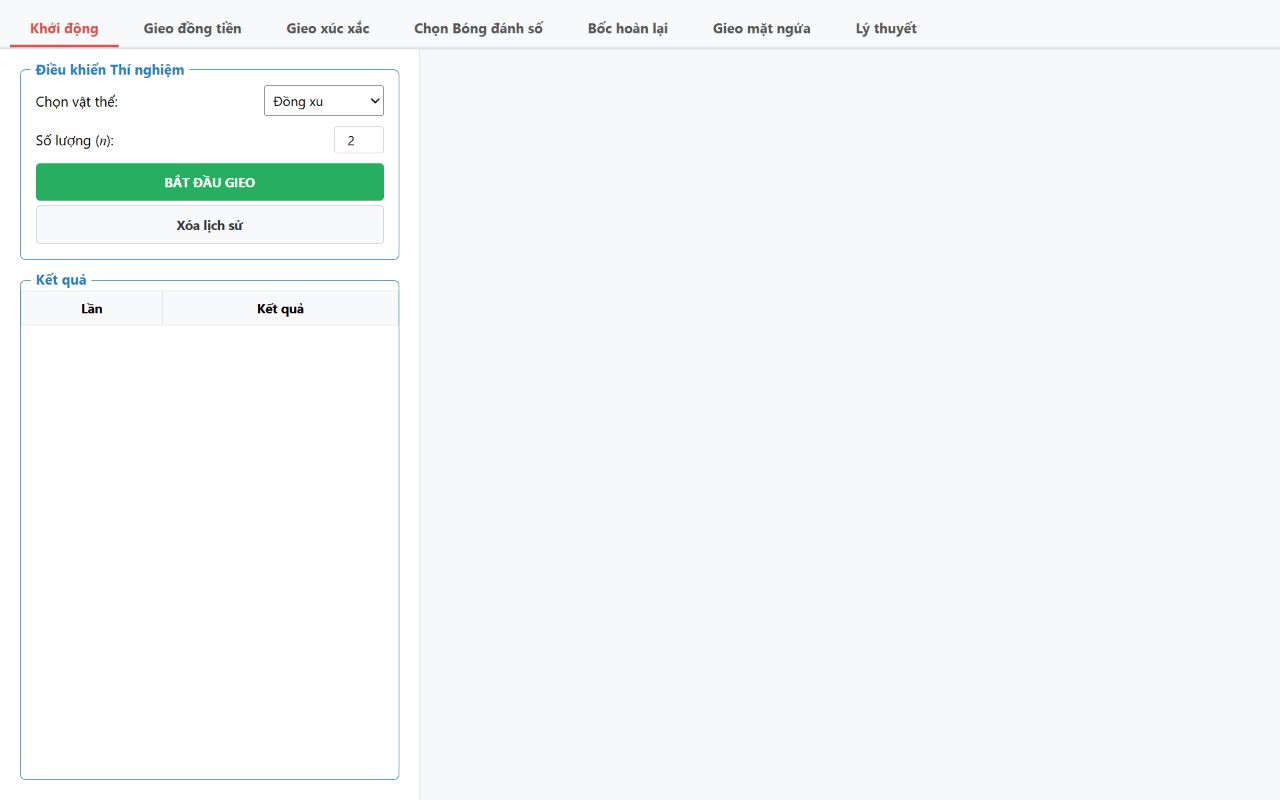 Khởi động Gieo đồng tiền Gieo xúc xắc Chọn Bóng đánh số Bốc hoàn lại Gieo mặt ngửa Lý thuyết
Điều khiển Thí nghiệm
Chọn vật thể: Đồng xu
Số lượng (n): 2
BẮT ĐẦU GIEO
Xóa lịch sử
Kết quả
Lần Kết quả